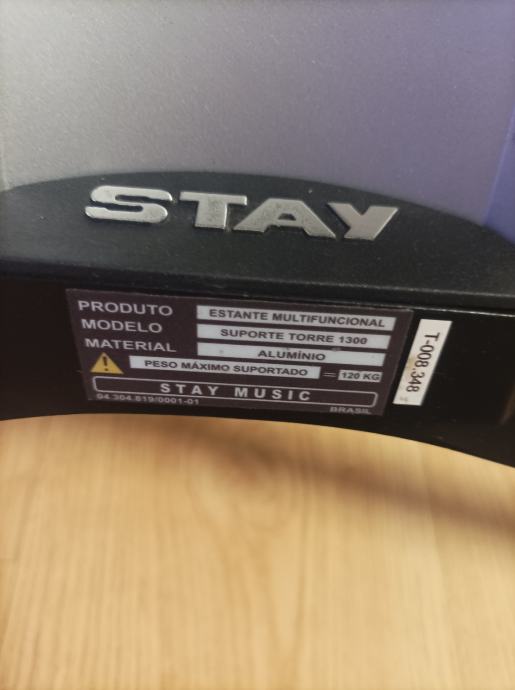 STAY
PRODUTO ESTANTE MULTIFUNCIONAL
MODELO SUPORTE TORRE 1300
MATERIAL ALUMÍNIO
PESO MÁXIMO SUPORTADO = 120 KG
STAY MUSIC
04.304.819/0001-01 BRASIL
T-008.348